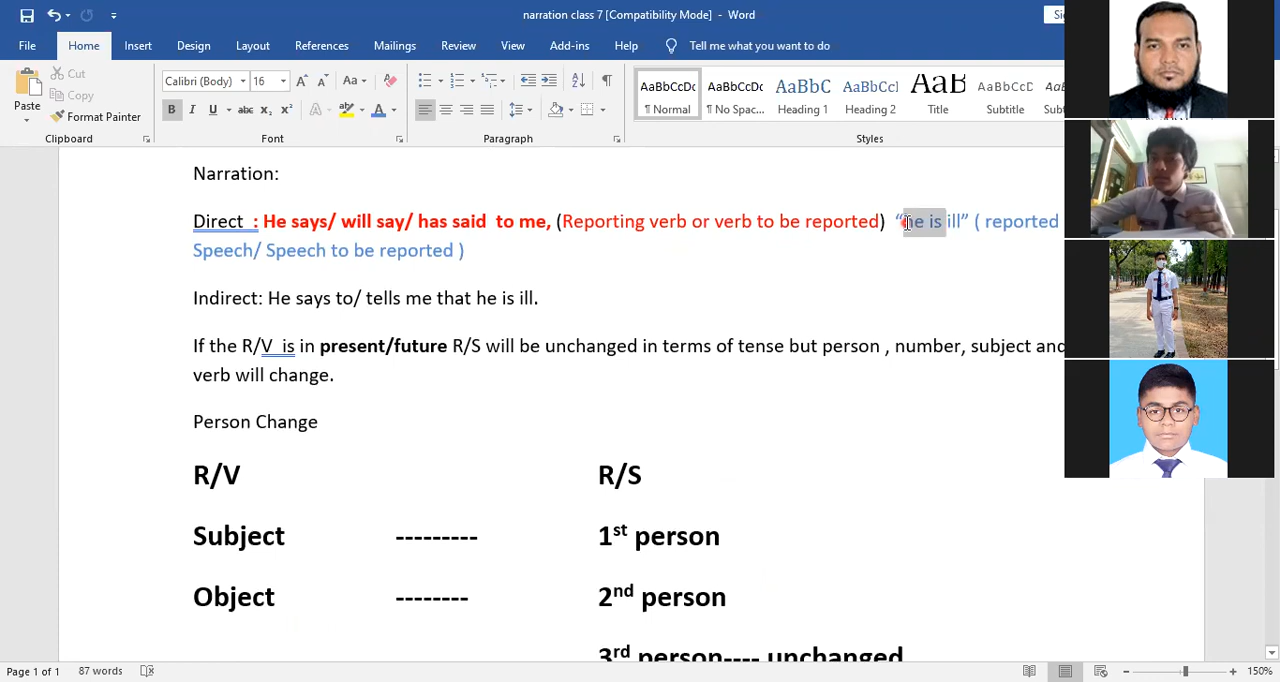 narration class 7 [Compatibility Mode] - Word
File Home Insert Design Layout References Mailings Review View Add-ins Help Tell me what you want to do
Calibri (Body) 16 Aa
Paste Cut
Copy
Format Painter
B I U abc x₂ x² A
AaBbCcDc AaBbCcDc AaBbC AaBbCcl AaB AaBbCcD
¶ Normal ¶ No Spac... Heading 1 Heading 2 Title Subtitle
Clipboard Font Paragraph Styles
Narration:
Direct : He says/ will say/ has said to me, (Reporting verb or verb to be reported) “he is ill” ( reported
Speech/ Speech to be reported )
Indirect: He says to/ tells me that he is ill.
If the R/V is in present/future R/S will be unchanged in terms of tense but person , number, subject and
verb will change.
Person Change
R/V R/S
Subject --------- 1st person
Object -------- 2nd person
3rd person---- unchanged
Page 1 of 1 87 words 150%